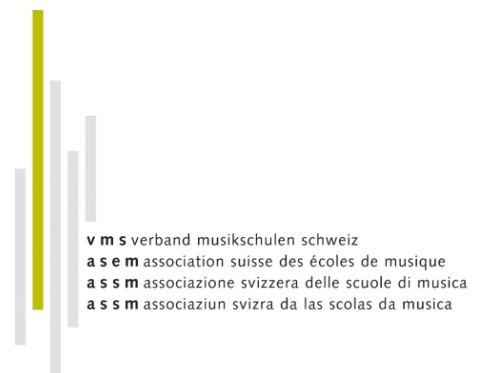 v m s verband musikschulen schweiz
a s e m association suisse des écoles de musique
a s s m associazione svizzera delle scuole di musica
a s s m associaziun svizra da las scolas da musica